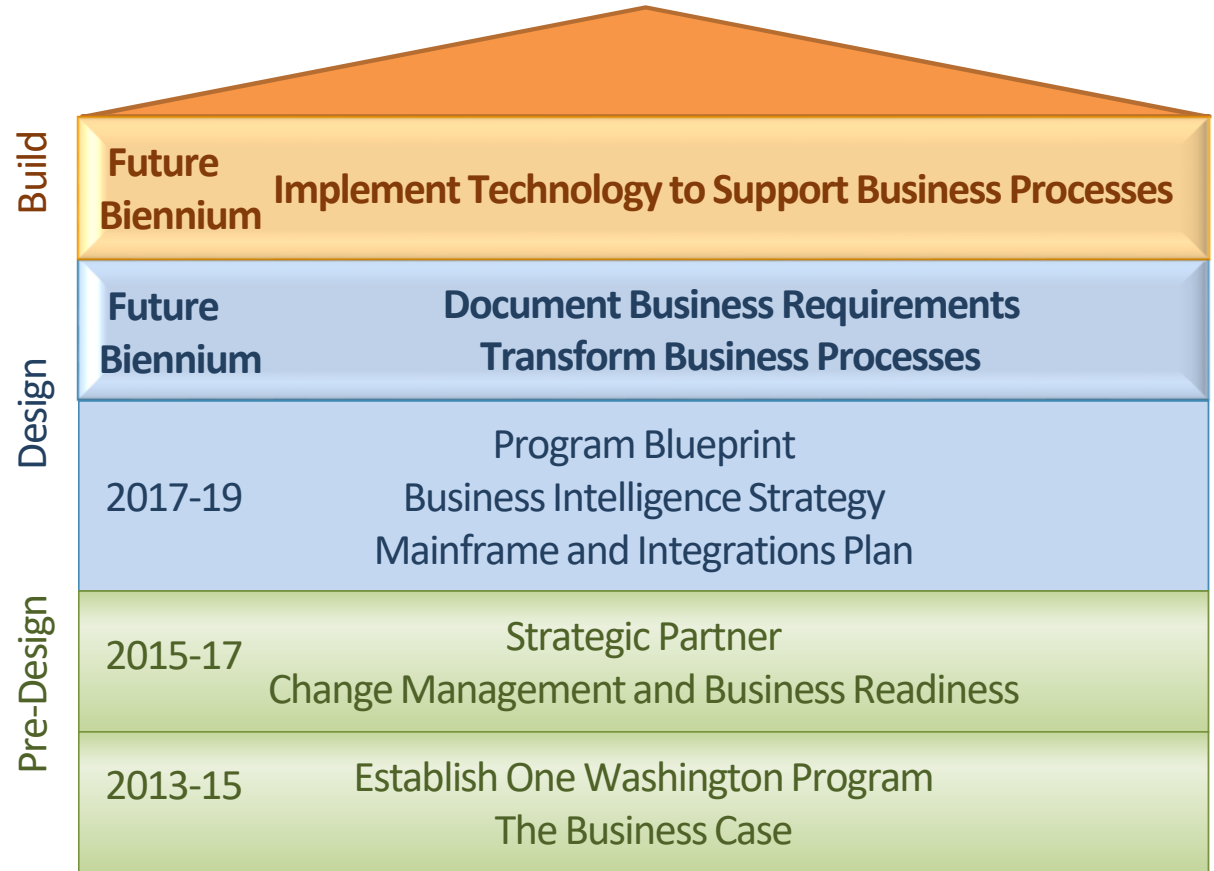 Build
Future
Biennium
Implement Technology to Support Business Processes
Design
Future
Biennium
Document Business Requirements
Transform Business Processes
2017-19
Program Blueprint
Business Intelligence Strategy
Mainframe and Integrations Plan
Pre-Design
2015-17
Strategic Partner
Change Management and Business Readiness
2013-15
Establish One Washington Program
The Business Case